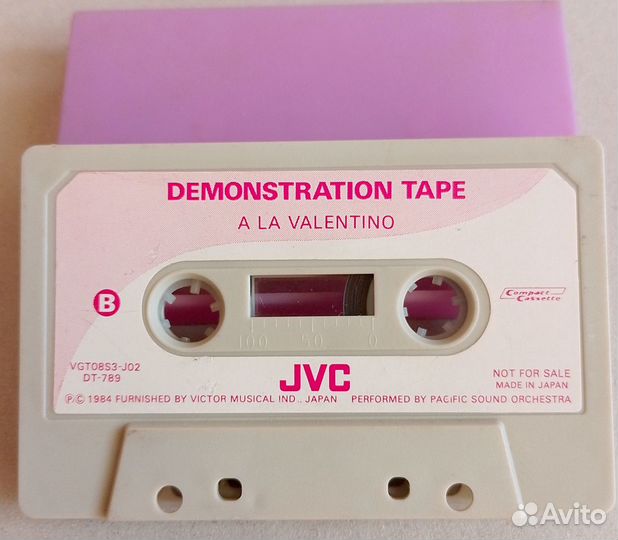 DEMONSTRATION TAPE
A LA VALENTINO
B
Compact Cassette
100 50 0
VGT08S3-J02
DT-789
JVC
NOT FOR SALE
MADE IN JAPAN
Ⓟ© 1984 FURNISHED BY VICTOR MUSICAL IND., JAPAN PERFORMED BY PACIFIC SOUND ORCHESTRA
Avito